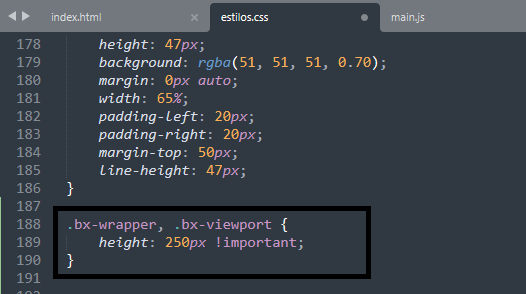 index.html estilos.css main.js
178 height: 47px;
179 background: rgba(51, 51, 51, 0.70);
180 margin: 0px auto;
181 width: 65%;
182 padding-left: 20px;
183 padding-right: 20px;
184 margin-top: 50px;
185 line-height: 47px;
186 }
187
188 .bx-wrapper, .bx-viewport {
189 height: 250px !important;
190 }
191